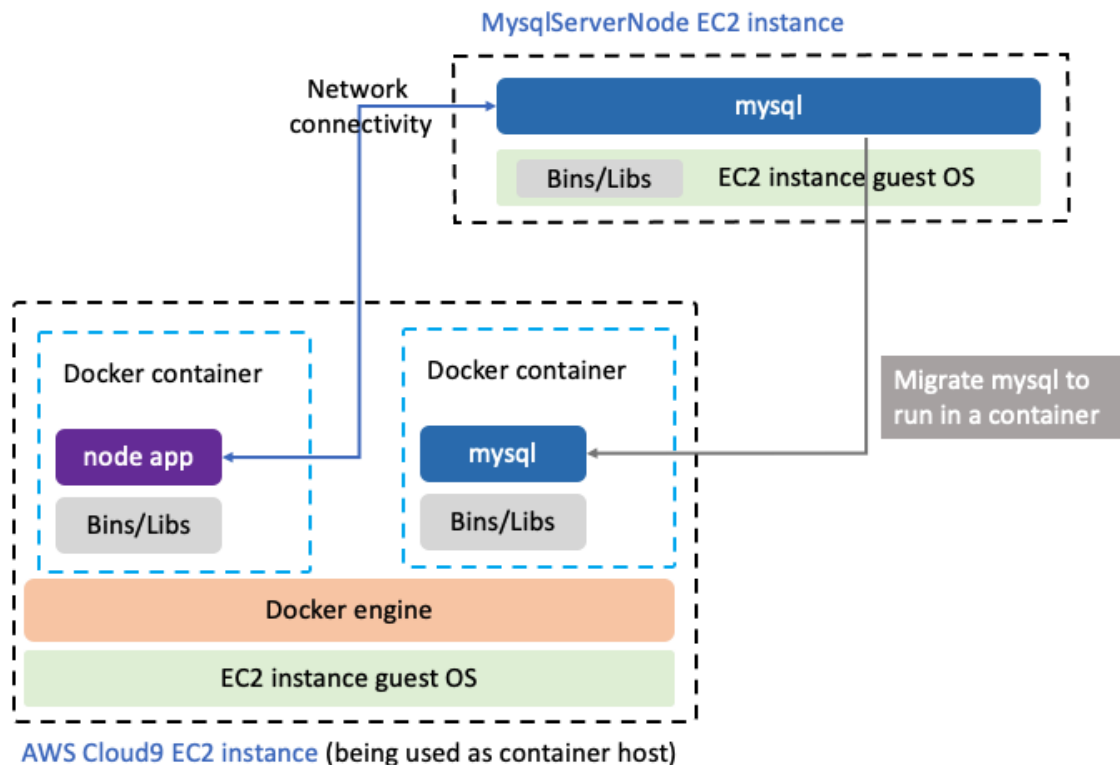 MysqlServerNode EC2 instance
Network
connectivity
mysql
Bins/Libs
EC2 instance guest OS
Docker container
Docker container
Migrate mysql to
run in a container
node app
mysql
Bins/Libs
Bins/Libs
Docker engine
EC2 instance guest OS
AWS Cloud9 EC2 instance (being used as container host)